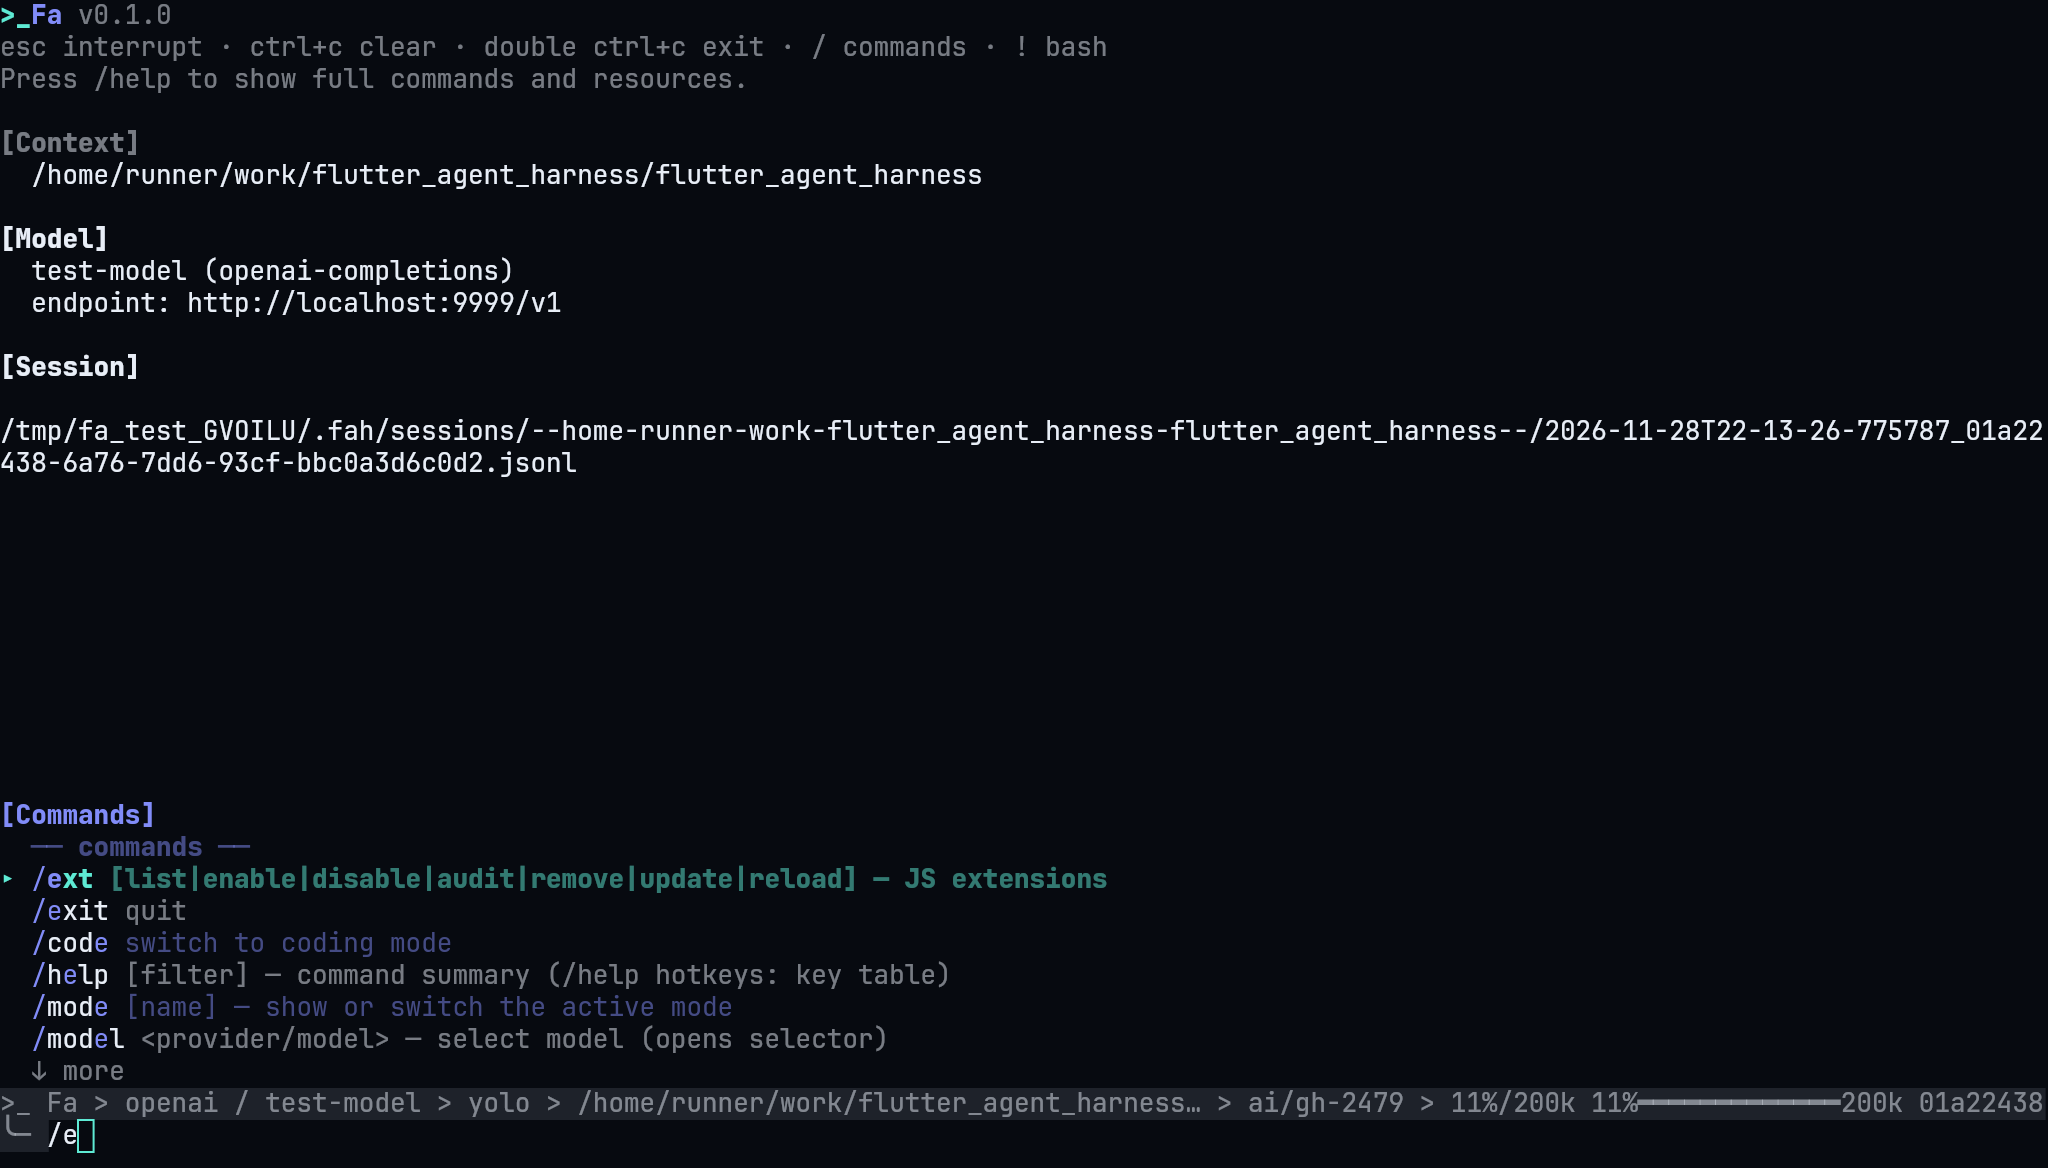 >_Fa v0.1.0
esc interrupt · ctrl+c clear · double ctrl+c exit · / commands · ! bash
Press /help to show full commands and resources.
[Context]
/home/runner/work/flutter_agent_harness/flutter_agent_harness
[Model]
test-model (openai-completions)
endpoint: http://localhost:9999/v1
[Session]
/tmp/fa_test_GVOILU/.fah/sessions/--home-runner-work-flutter_agent_harness-flutter_agent_harness--/2026-11-28T22-13-26-775787_01a22
438-6a76-7dd6-93cf-bbc0a3d6c0d2.jsonl
[Commands]
── commands ──
▸ /ext [list|enable|disable|audit|remove|update|reload] — JS extensions
/exit quit
/code switch to coding mode
/help [filter] — command summary (/help hotkeys: key table)
/mode [name] — show or switch the active mode
/model <provider/model> — select model (opens selector)
↓ more
>_ Fa > openai / test-model > yolo > /home/runner/work/flutter_agent_harness… > ai/gh-2479 > 11%/200k 11%━━━━━━━━━━━━━200k 01a22438
╰─ /e